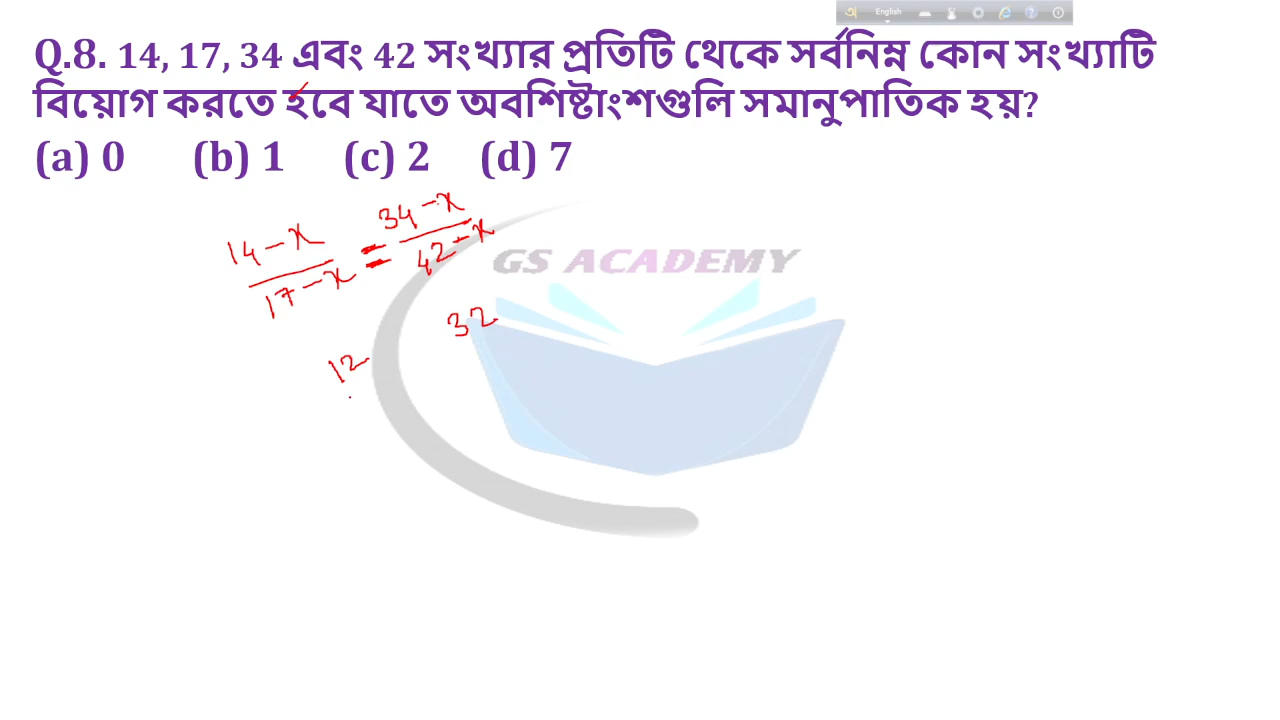 English
Q.8. 14, 17, 34 এবং 42 সংখ্যার প্রতিটি থেকে সর্বনিম্ন কোন সংখ্যাটি
বিয়োগ করতে হবে যাতে অবশিষ্টাংশগুলি সমানুপাতিক হয়?
(a) 0 (b) 1 (c) 2 (d) 7
14-x 34-x
=
17-x 42-x
GS ACADEMY
12 32